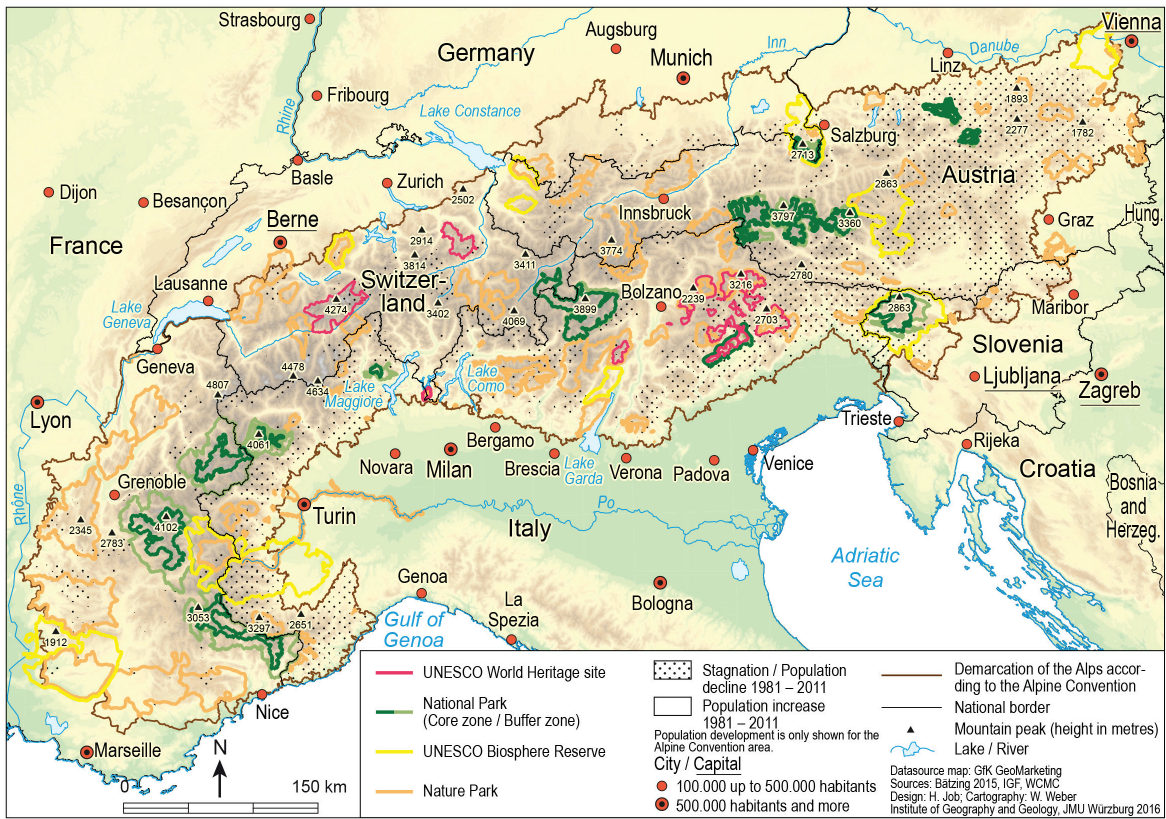 Strasbourg
Augsburg
Vienna
Germany
Munich
Inn
Danube
Linz
Fribourg
Rhine
Lake Constance
1893
2277
1782
Salzburg
2713
Basle
Zurich
2502
Dijon
Besançon
Austria
2863
Innsbruck
3797
3360
Hung.
Graz
France
Berne
2914
3814
3774
3411
Switzer-
land
2780
Lausanne
Bolzano
2239
3216
Maribor
Lake
Geneva
4274
3402
4069
3899
2703
2863
Slovenia
Geneva
4478
4634
4807
Lake
Maggiore
Lake
Como
Ljubljana
Zagreb
Lyon
Trieste
4061
Bergamo
Novara
Milan
Brescia
Lake
Garda
Verona
Padova
Venice
Rijeka
Croatia
Grenoble
Rhône
Turin
Po
Italy
Bosnia
and
Herzeg.
2345
2783
4102
Adriatic
Sea
Genoa
La
Spezia
Bologna
Gulf of
Genoa
3053
3297
2651
1912
Nice
Marseille
N
0
150 km
UNESCO World Heritage site
National Park
(Core zone / Buffer zone)
UNESCO Biosphere Reserve
Nature Park
Stagnation / Population
decline 1981 – 2011
Population increase
1981 – 2011
Population development is only shown for the
Alpine Convention area.
City / Capital
100.000 up to 500.000 habitants
500.000 habitants and more
Demarcation of the Alps accor-
ding to the Alpine Convention
National border
Mountain peak (height in metres)
Lake / River
Datasource map: GfK GeoMarketing
Sources: Bätzing 2015, IGF, WCMC
Design: H. Job; Cartography: W. Weber
Institute of Geography and Geology, JMU Würzburg 2016